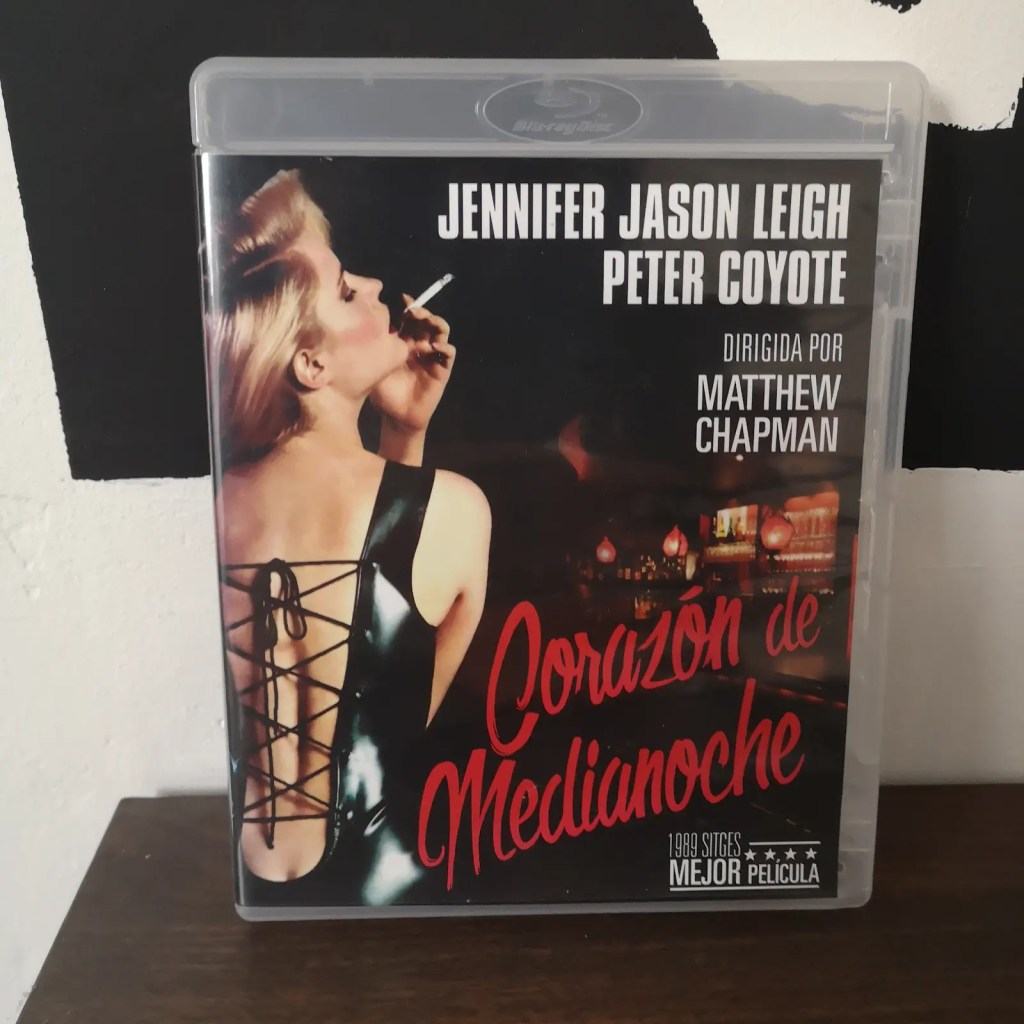 Blu-ray Disc
JENNIFER JASON LEIGH
PETER COYOTE
DIRIGIDA POR
MATTHEW
CHAPMAN
Corazón de
Medianoche
1989 SITGES
MEJOR PELÍCULA